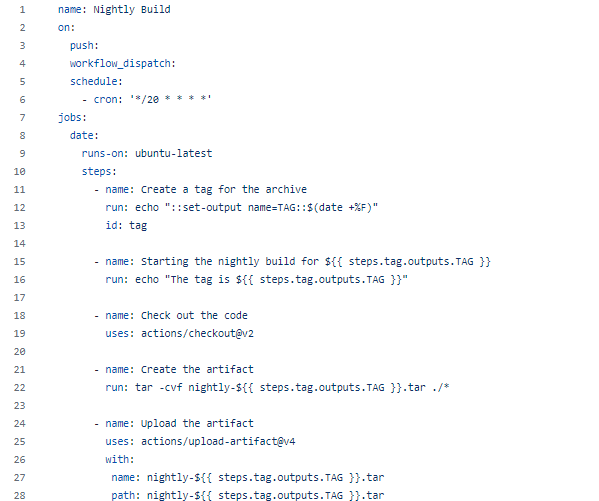 1 name: Nightly Build
2 on:
3   push:
4   workflow_dispatch:
5   schedule:
6     - cron: '*/20 * * * *'
7 jobs:
8   date:
9     runs-on: ubuntu-latest
10     steps:
11       - name: Create a tag for the archive
12         run: echo "::set-output name=TAG::$(date +%F)"
13         id: tag
14
15       - name: Starting the nightly build for ${{ steps.tag.outputs.TAG }}
16         run: echo "The tag is ${{ steps.tag.outputs.TAG }}"
17
18       - name: Check out the code
19         uses: actions/checkout@v2
20
21       - name: Create the artifact
22         run: tar -cvf nightly-${{ steps.tag.outputs.TAG }}.tar ./*
23
24       - name: Upload the artifact
25         uses: actions/upload-artifact@v4
26         with:
27          name: nightly-${{ steps.tag.outputs.TAG }}.tar
28          path: nightly-${{ steps.tag.outputs.TAG }}.tar